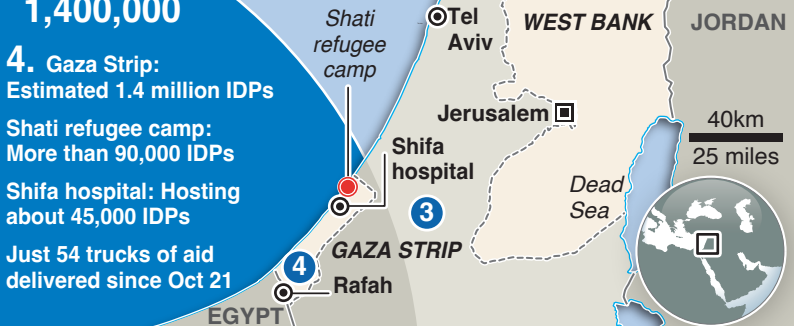 1,400,000
4. Gaza Strip:
Estimated 1.4 million IDPs
Shati refugee camp:
More than 90,000 IDPs
Shifa hospital: Hosting
about 45,000 IDPs
Just 54 trucks of aid
delivered since Oct 21
Shati
refugee
camp
Tel
Aviv
WEST BANK
JORDAN
Jerusalem
40km
25 miles
Shifa
hospital
Dead
Sea
3
GAZA STRIP
4
Rafah
EGYPT